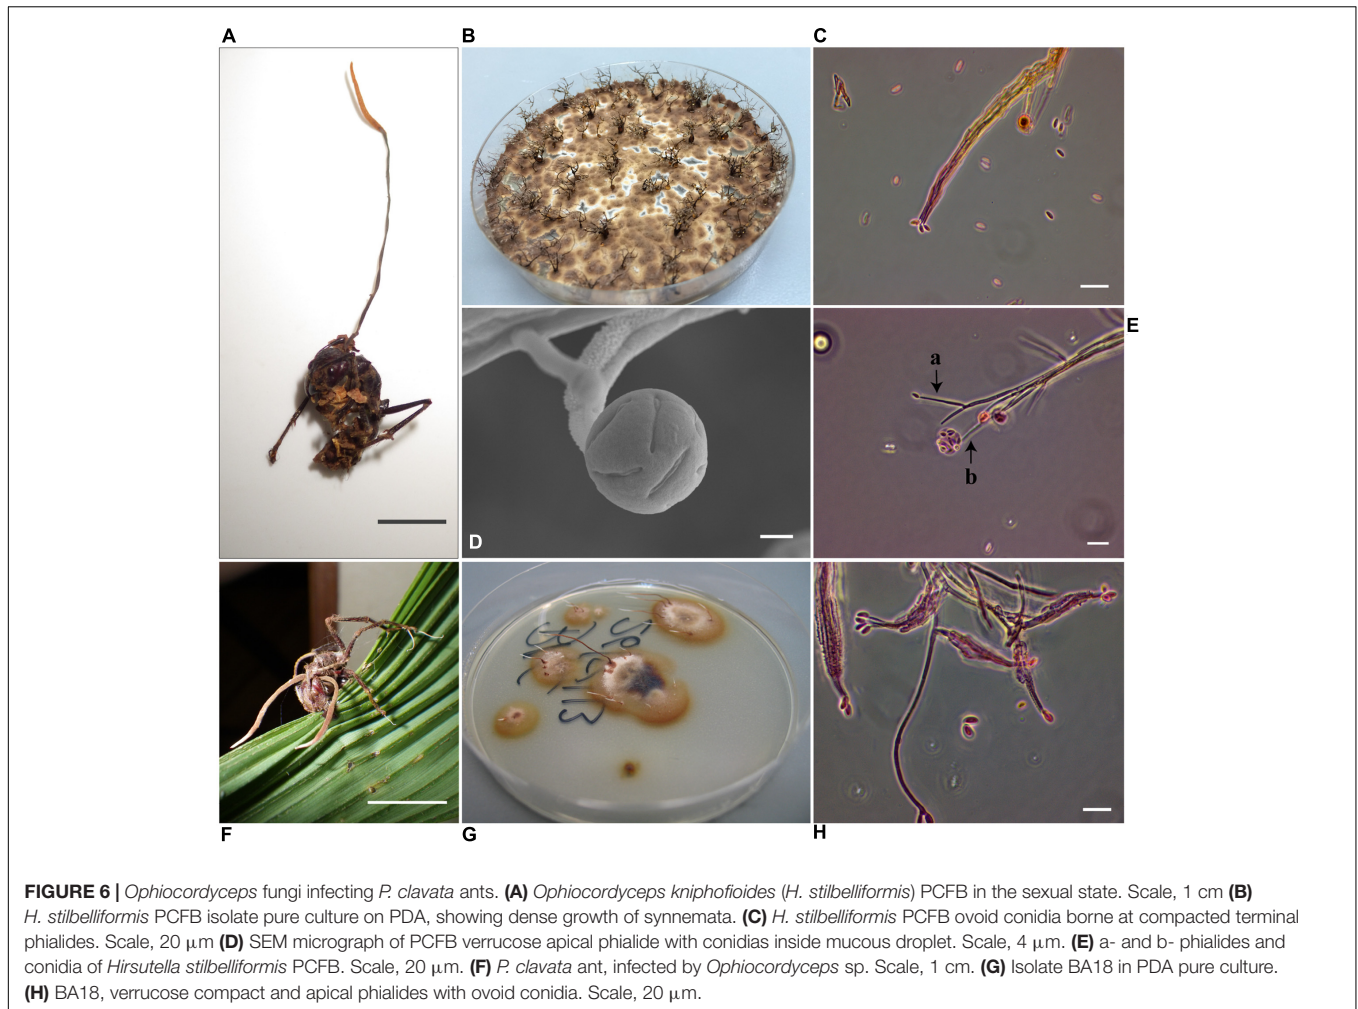 A
B
C
E
a
b
D
F
G
H
FIGURE 6 | Ophiocordyceps fungi infecting P. clavata ants. (A) Ophiocordyceps kniphofioides (H. stilbelliformis) PCFB in the sexual state. Scale, 1 cm (B)
H. stilbelliformis PCFB isolate pure culture on PDA, showing dense growth of synnemata. (C) H. stilbelliformis PCFB ovoid conidia borne at compacted terminal
phialides. Scale, 20 μm (D) SEM micrograph of PCFB verrucose apical phialide with conidias inside mucous droplet. Scale, 4 μm. (E) a- and b- phialides and
conidia of Hirsutella stilbelliformis PCFB. Scale, 20 μm. (F) P. clavata ant, infected by Ophiocordyceps sp. Scale, 1 cm. (G) Isolate BA18 in PDA pure culture.
(H) BA18, verrucose compact and apical phialides with ovoid conidia. Scale, 20 μm.